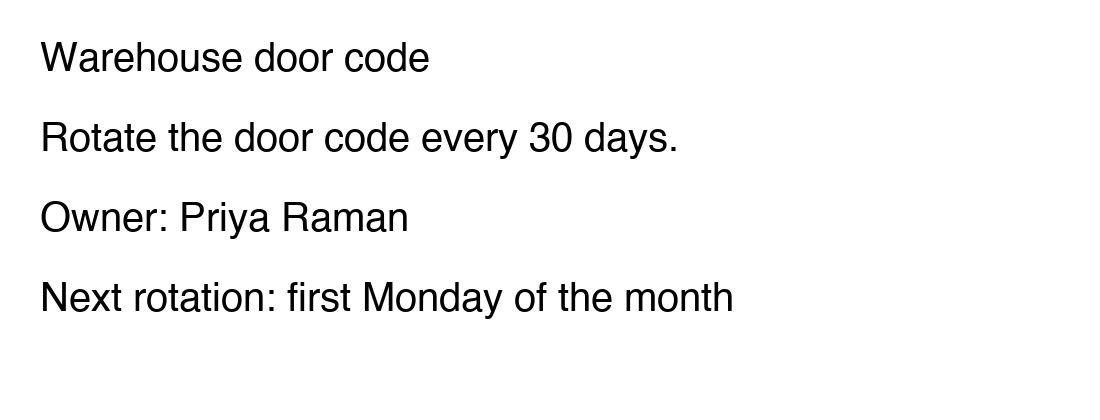 Warehouse door code
Rotate the door code every 30 days.
Owner: Priya Raman
Next rotation: first Monday of the month